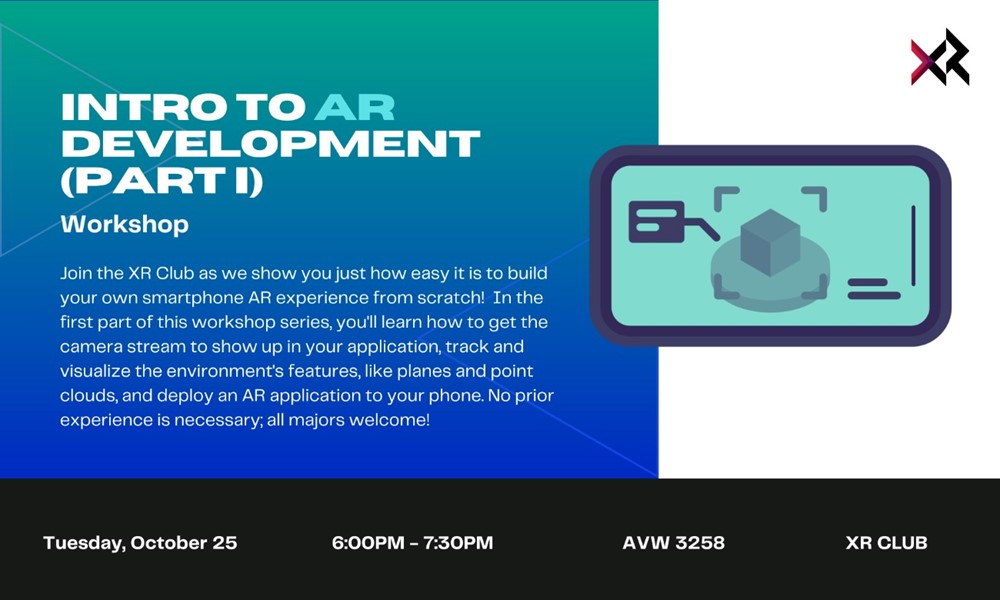 XR
INTRO TO AR
DEVELOPMENT
(PART I)
Workshop
Join the XR Club as we show you just how easy it is to build
your own smartphone AR experience from scratch!  In the
first part of this workshop series, you'll learn how to get the
camera stream to show up in your application, track and
visualize the environment's features, like planes and point
clouds, and deploy an AR application to your phone. No prior
experience is necessary; all majors welcome!
Tuesday, October 25
6:00PM - 7:30PM
AVW 3258
XR CLUB